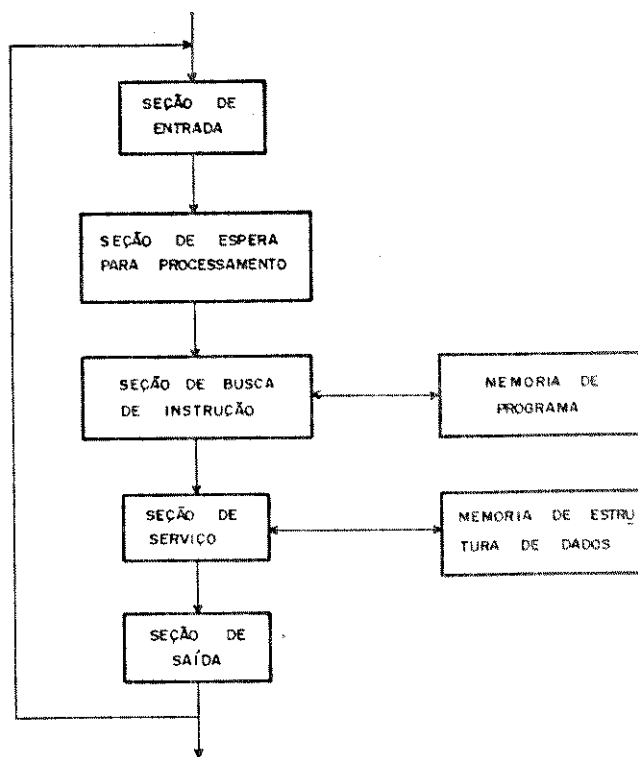 SEÇÃO DE
ENTRADA
SEÇÃO DE ESPERA
PARA PROCESSAMENTO
SEÇÃO DE BUSCA
DE INSTRUÇÃO
MEMORIA DE
PROGRAMA
SEÇÃO DE
SERVIÇO
MEMORIA DE ESTRU
TURA DE DADOS
SEÇÃO DE
SAÍDA